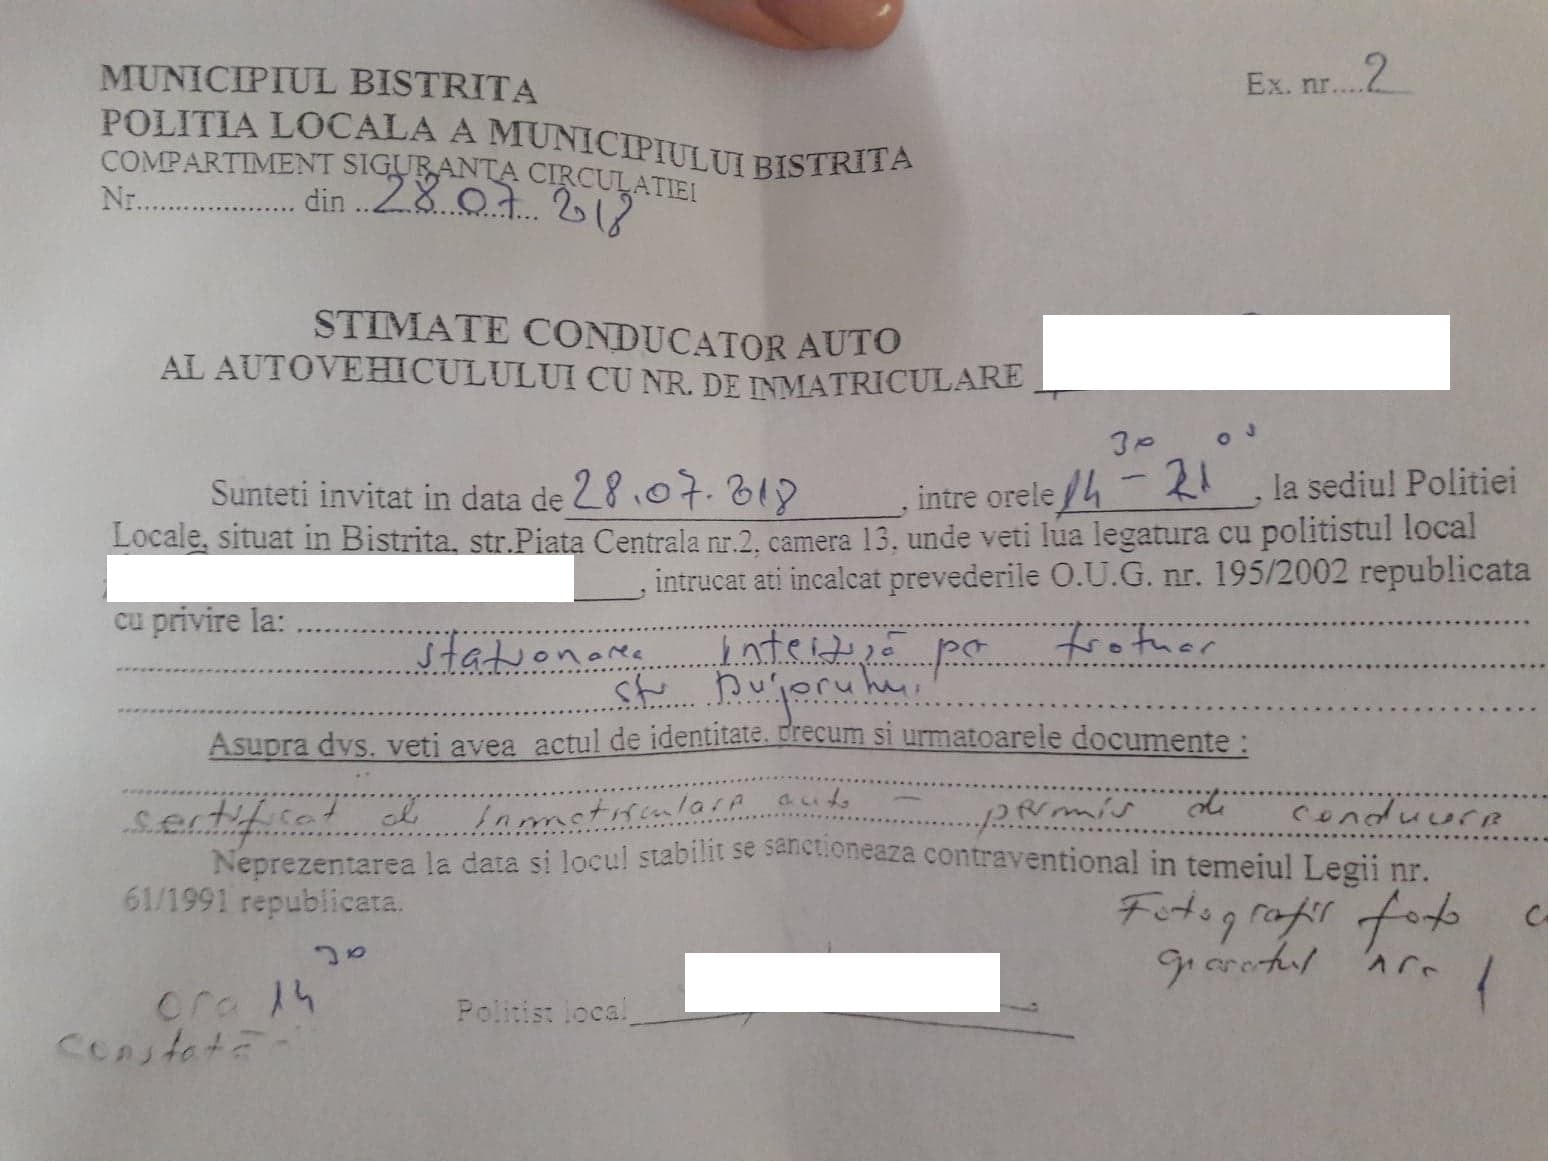 MUNICIPIUL BISTRITA
Ex. nr....2
POLITIA LOCALA A MUNICIPIULUI BISTRITA
COMPARTIMENT SIGURANTA CIRCULATIEI
Nr.................... din ..28.07.2018
STIMATE CONDUCATOR AUTO
AL AUTOVEHICULULUI CU NR. DE INMATRICULARE
Sunteti invitat in data de 28.07.2018, intre orele 14 30 - 21 00, la sediul Politiei
Locale, situat in Bistrita, str.Piata Centrala nr.2, camera 13, unde veti lua legatura cu politistul local
, intrucat ati incalcat prevederile O.U.G. nr. 195/2002 republicata
cu privire la:
stationarea interzisă pe trotuar
str Bujorului
Asupra dvs. veti avea actul de identitate, precum si urmatoarele documente :
certificat de inmatriculare auto - permis de conducere
Neprezentarea la data si locul stabilit se sanctioneaza contraventional in temeiul Legii nr.
61/1991 republicata.
Fotografii foto
ora 14 30
constată
Politist local